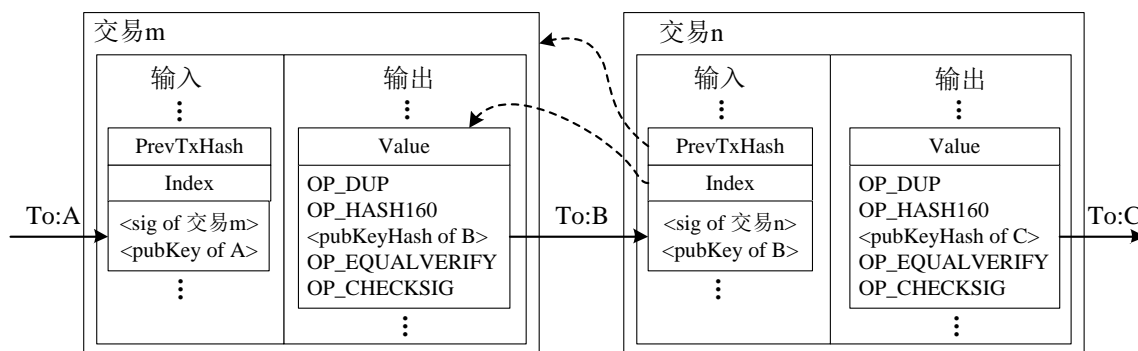 交易m
输入
输出
PrevTxHash
Index
<sig of 交易m>
<pubKey of A>
Value
OP_DUP
OP_HASH160
<pubKeyHash of B>
OP_EQUALVERIFY
OP_CHECKSIG
To:A
To:B
交易n
输入
输出
PrevTxHash
Index
<sig of 交易n>
<pubKey of B>
Value
OP_DUP
OP_HASH160
<pubKeyHash of C>
OP_EQUALVERIFY
OP_CHECKSIG
To:C